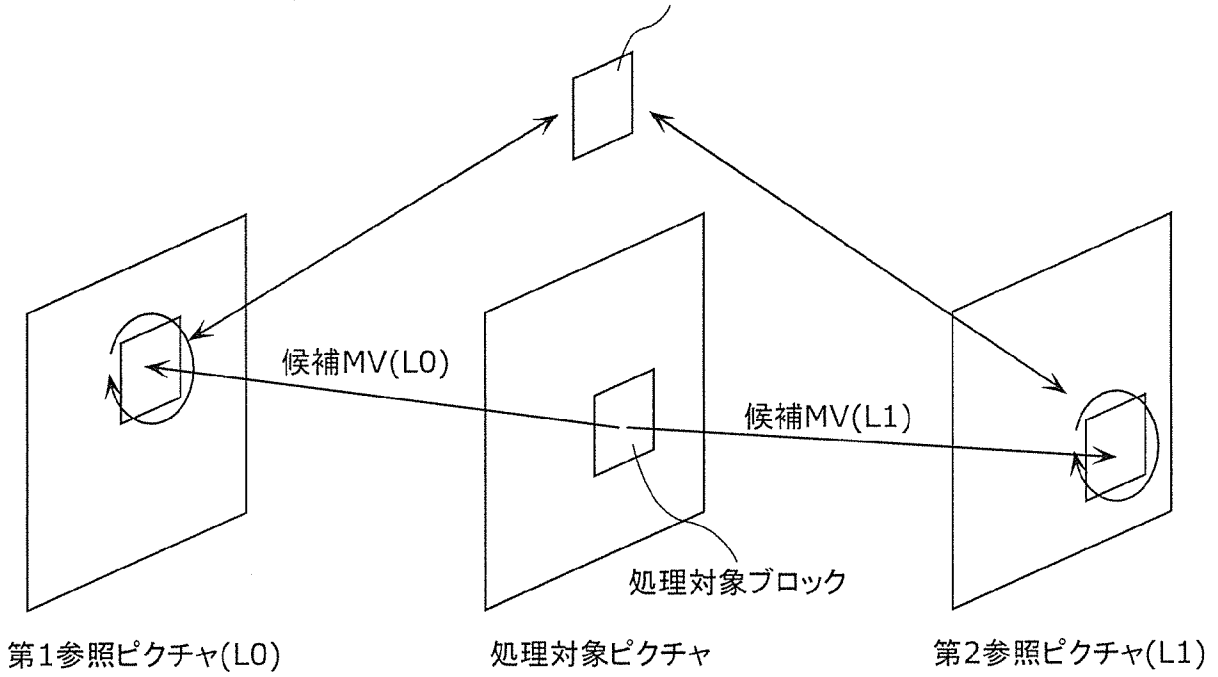 候補MV(L0)
候補MV(L1)
処理対象ブロック
第1参照ピクチャ(L0)
処理対象ピクチャ
第2参照ピクチャ(L1)